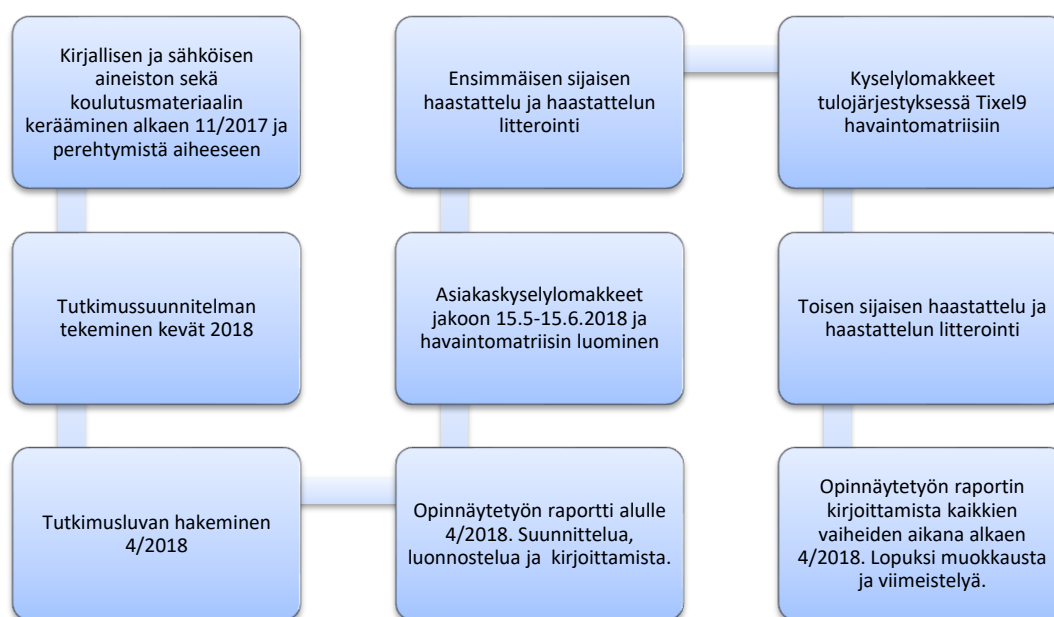 Kirjallisen ja sähköisen
aineiston sekä
koulutusmateriaalin
kerääminen alkaen 11/2017 ja
perehtymistä aiheeseen
Tutkimussuunnitelman
tekeminen kevät 2018
Tutkimusluvan hakeminen
4/2018
Opinnäytetyön raportti alulle
4/2018. Suunnittelua,
luonnostelua ja kirjoittamista.
Asiakaskyselylomakkeet
jakoon 15.5-15.6.2018 ja
havaintomatriisin luominen
Ensimmäisen sijaisen
haastattelu ja haastattelun
litterointi
Kyselylomakkeet
tulojärjestyksessä Tixel9
havaintomatriisiin
Toisen sijaisen haastattelu ja
haastattelun litterointi
Opinnäytetyön raportin
kirjoittamista kaikkien
vaiheiden aikana alkaen
4/2018. Lopuksi muokkausta
ja viimeistelyä.